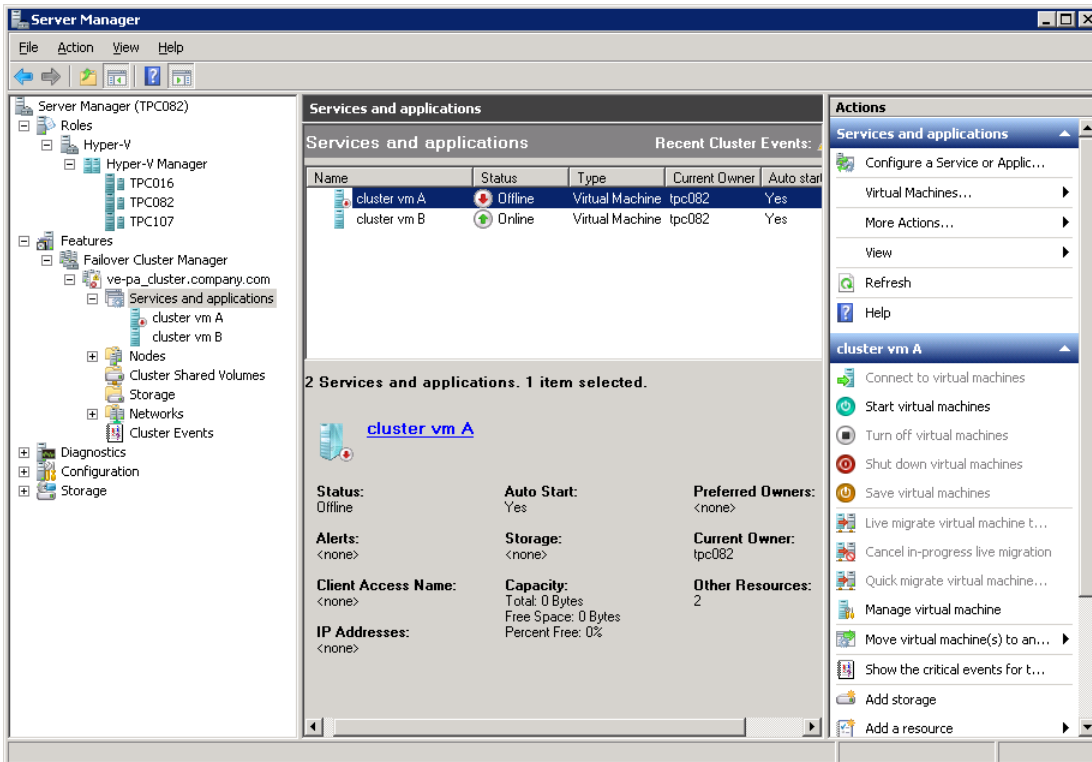 Server Manager
File Action View Help
Server Manager (TPC082)
Roles
Hyper-V
Hyper-V Manager
TPC016
TPC082
TPC107
Features
Failover Cluster Manager
ve-pa_cluster.company.com
Services and applications
cluster vm A
cluster vm B
Nodes
Cluster Shared Volumes
Storage
Networks
Cluster Events
Diagnostics
Configuration
Storage
Services and applications
Services and applications Recent Cluster Events:
Name Status Type Current Owner Auto start
cluster vm A Offline Virtual Machine tpc082 Yes
cluster vm B Online Virtual Machine tpc082 Yes
2 Services and applications. 1 item selected.
cluster vm A
Status: Auto Start: Preferred Owners:
Offline Yes <none>
Alerts: Storage: Current Owner:
<none> <none> tpc082
Client Access Name: Capacity: Other Resources:
<none> Total: 0 Bytes 2
Free Space: 0 Bytes
IP Addresses: Percent Free: 0%
<none>
Actions
Services and applications
Configure a Service or Applic...
Virtual Machines...
More Actions...
View
Refresh
Help
cluster vm A
Connect to virtual machines
Start virtual machines
Turn off virtual machines
Shut down virtual machines
Save virtual machines
Live migrate virtual machine t...
Cancel in-progress live migration
Quick migrate virtual machine...
Manage virtual machine
Move virtual machine(s) to an...
Show the critical events for t...
Add storage
Add a resource